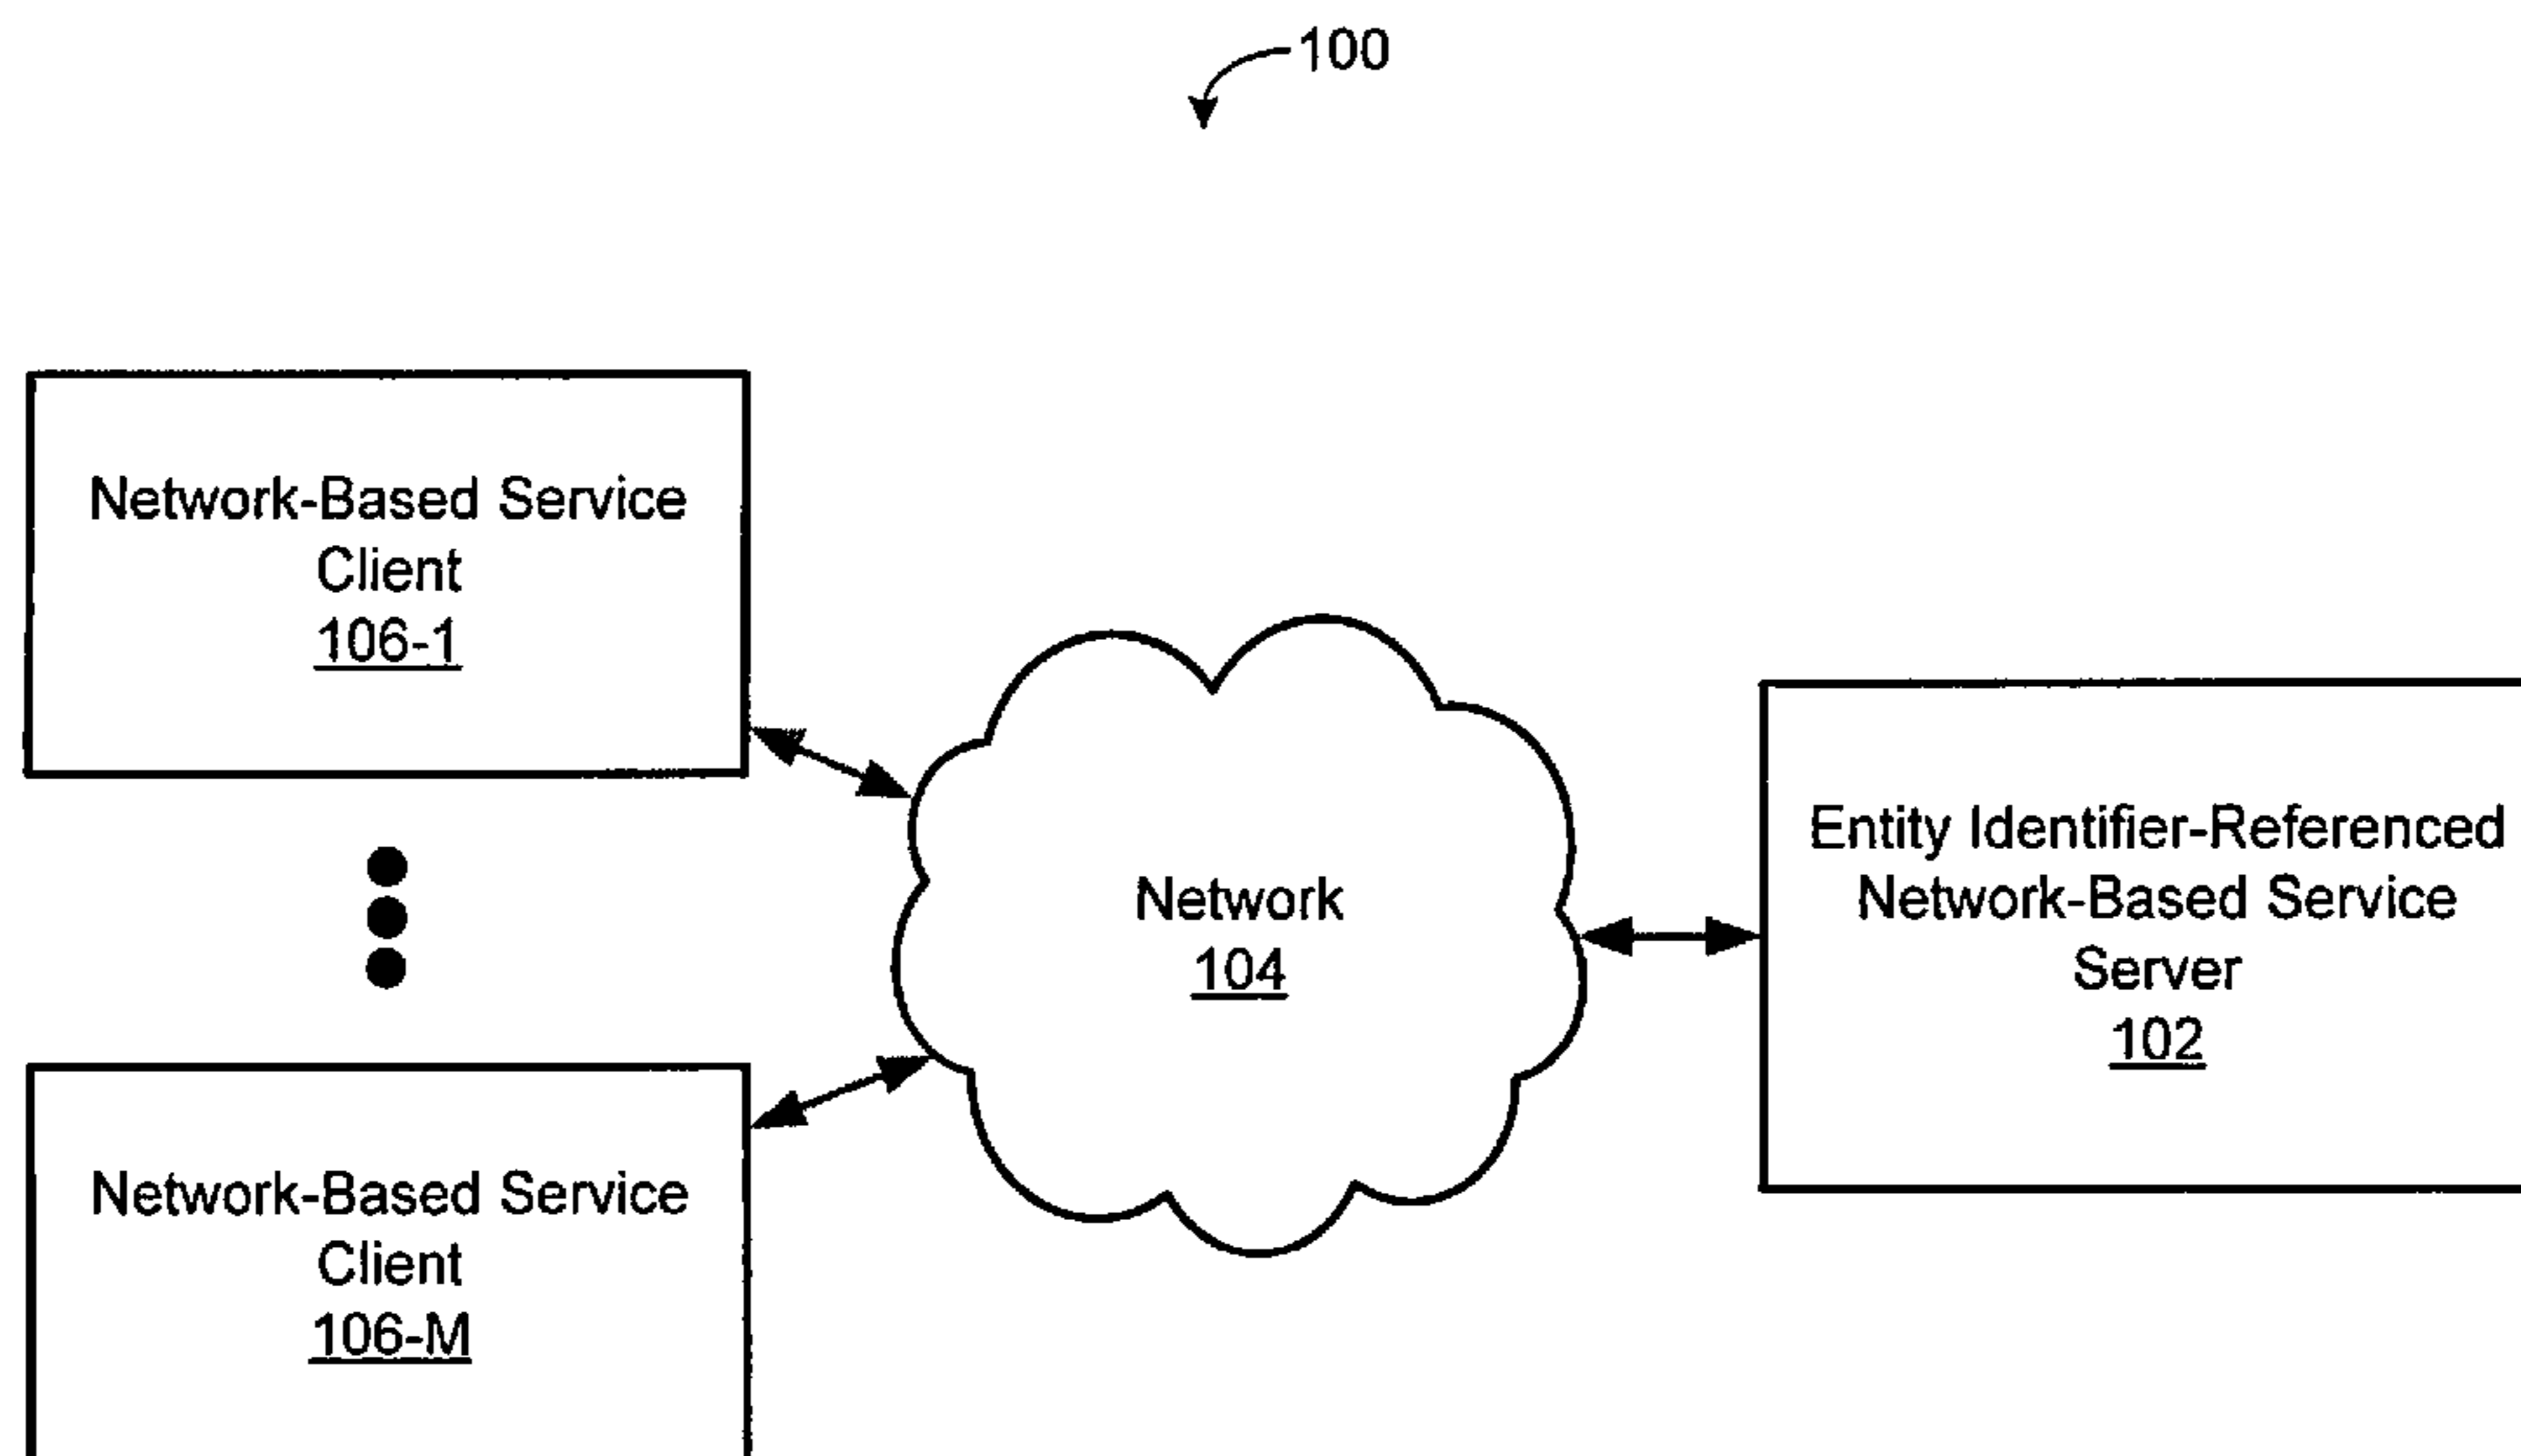 100
Network-Based Service
Client
106-1
Network
104
Entity Identifier-Referenced
Network-Based Service
Server
102
Network-Based Service
Client
106-M